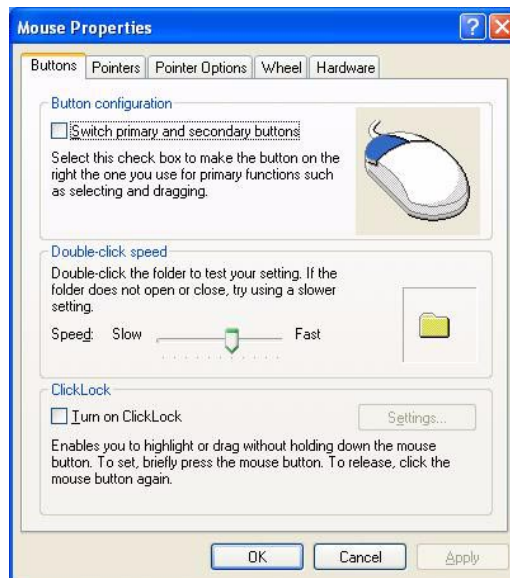 Mouse Properties
?
Buttons Pointers Pointer Options Wheel Hardware
Button configuration
Switch primary and secondary buttons
Select this check box to make the button on the
right the one you use for primary functions such
as selecting and dragging.
Double-click speed
Double-click the folder to test your setting. If the
folder does not open or close, try using a slower
setting.
Speed: Slow Fast
ClickLock
Turn on ClickLock Settings...
Enables you to highlight or drag without holding down the mouse
button. To set, briefly press the mouse button. To release, click the
mouse button again.
OK Cancel Apply